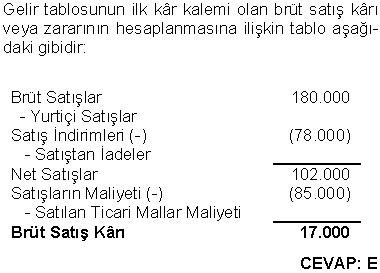 Gelir tablosunun ilk kâr kalemi olan brüt satış kârı
veya zararının hesaplanmasına ilişkin tablo aşağı-
daki gibidir:
Brüt Satışlar 180.000
- Yurtiçi Satışlar
Satış İndirimleri (-) (78.000)
- Satıştan İadeler
Net Satışlar 102.000
Satışların Maliyeti (-) (85.000)
- Satılan Ticari Mallar Maliyeti
Brüt Satış Kârı 17.000
CEVAP: E